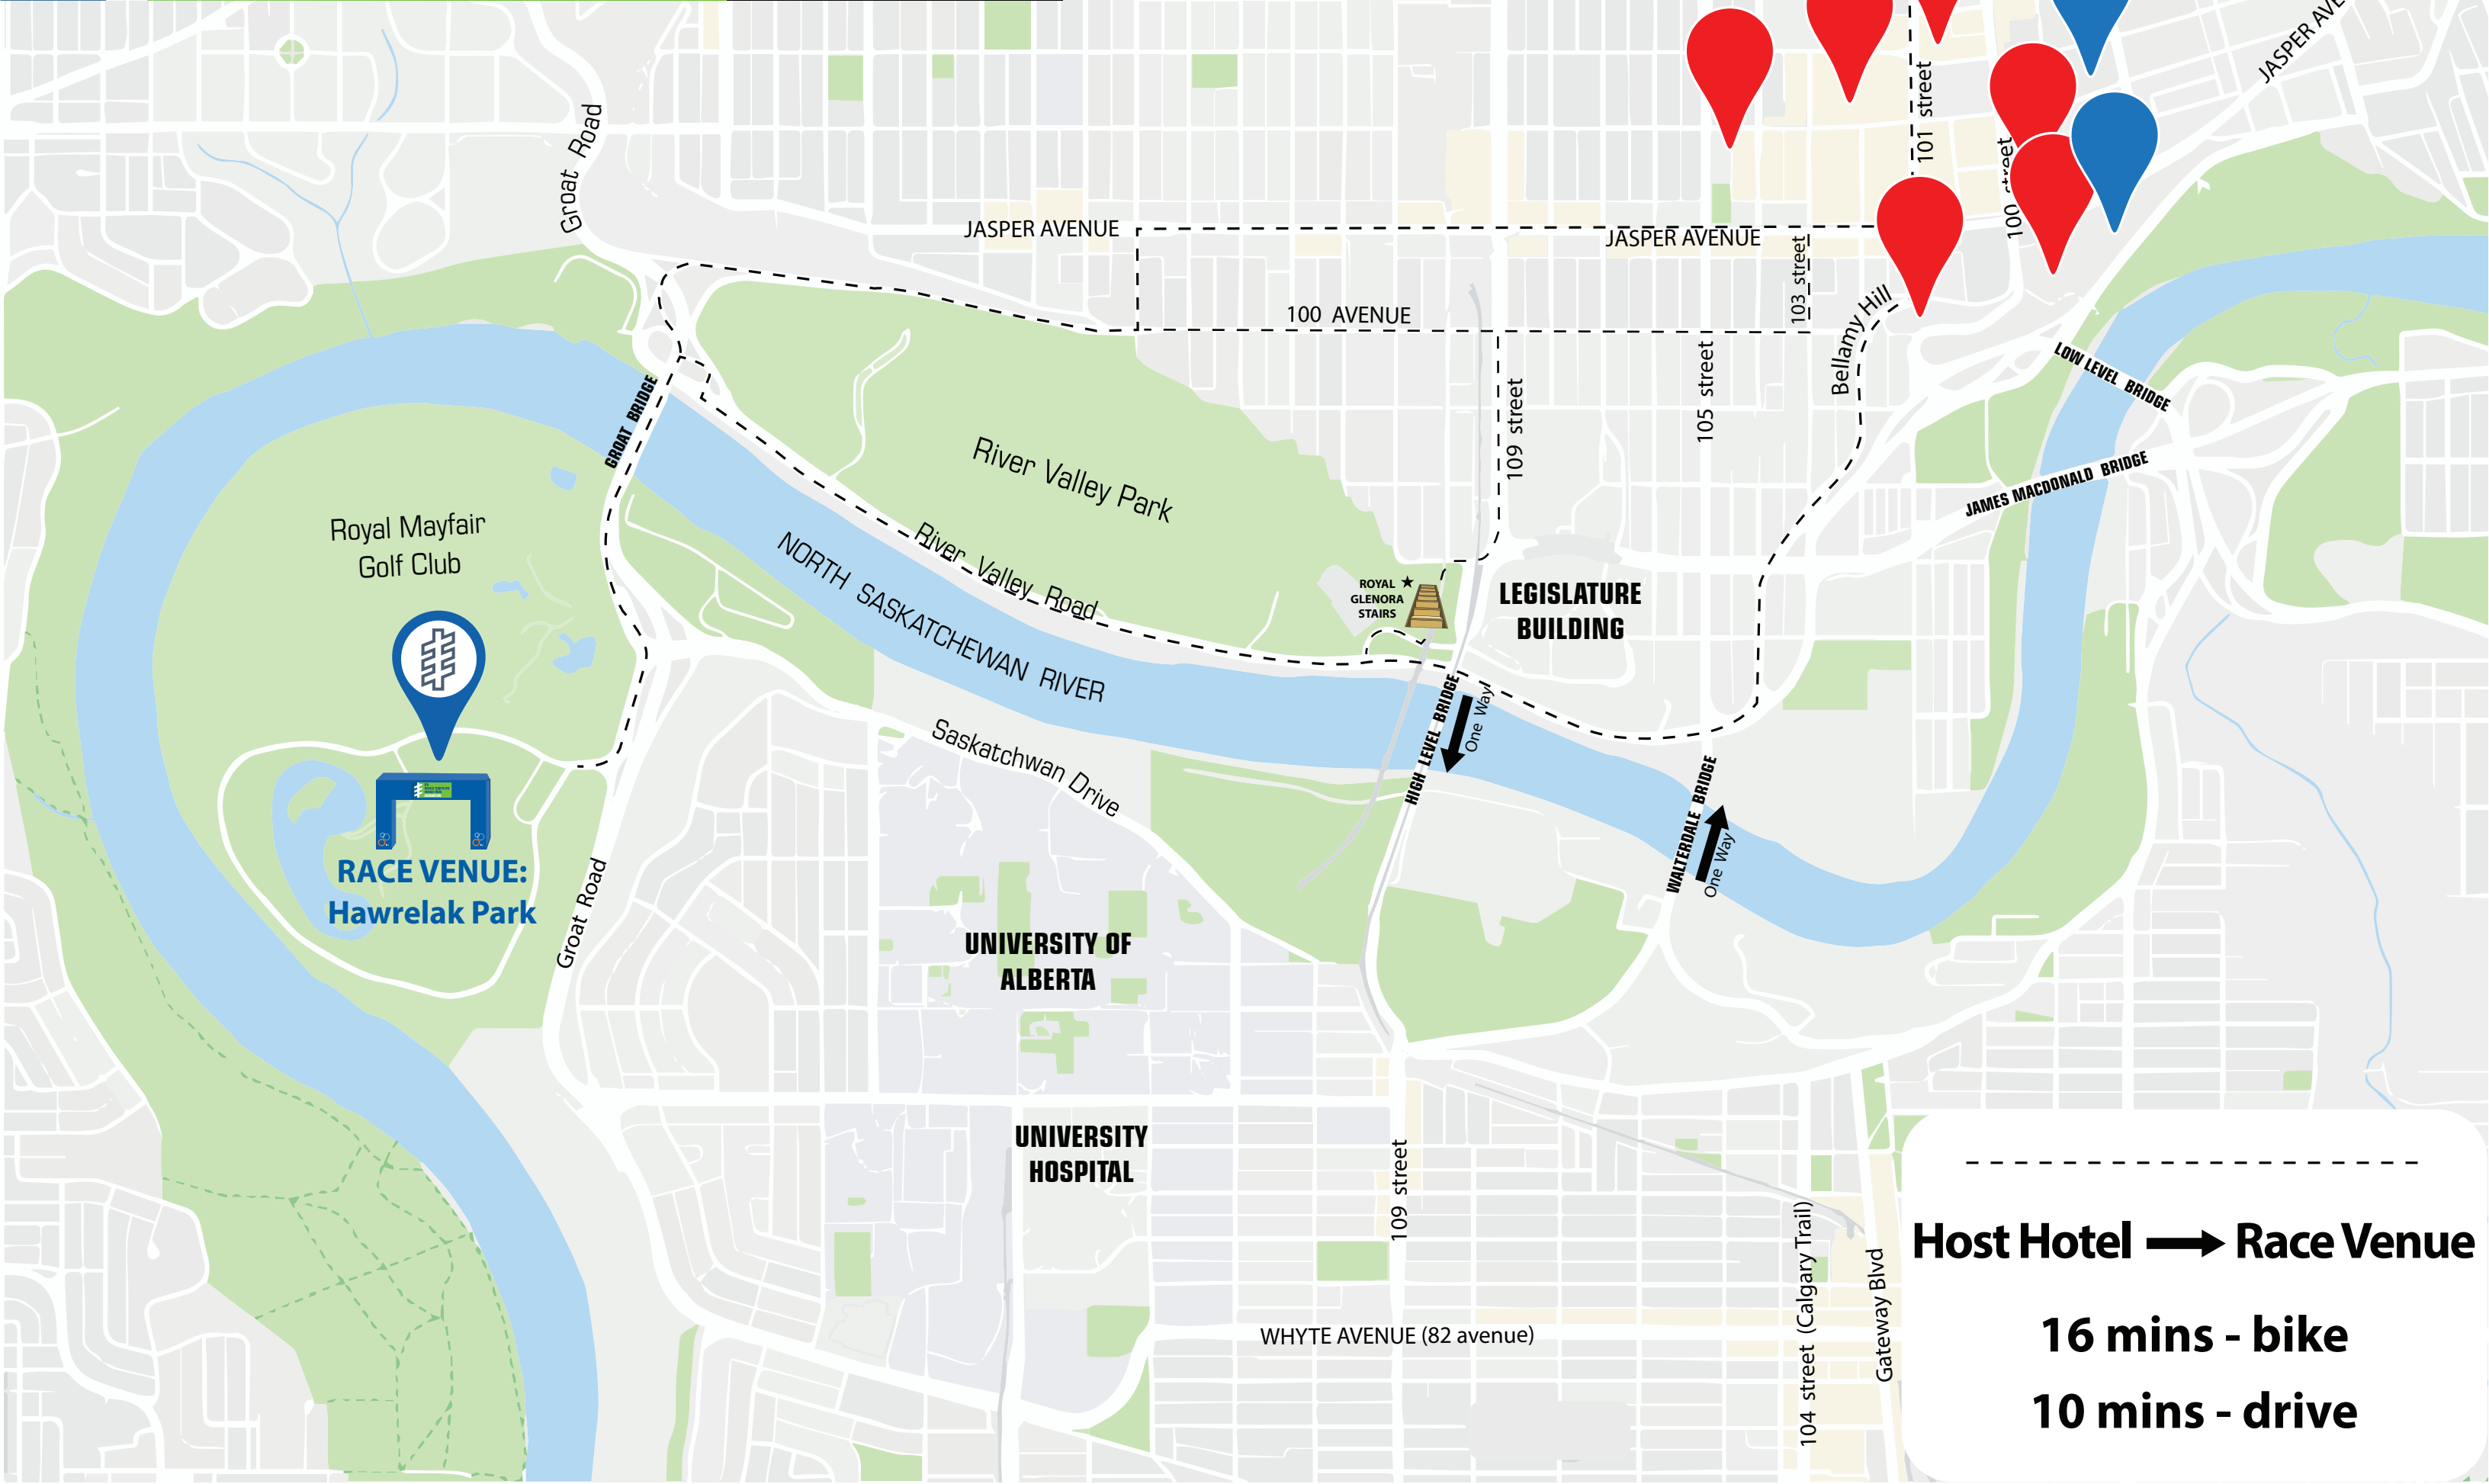 JASPER AVE
Groat Road
101 street
100 street
JASPER AVENUE
JASPER AVENUE
103 street
100 AVENUE
Bellamy Hill
105 street
109 street
LOW LEVEL BRIDGE
JAMES MACDONALD BRIDGE
GROAT BRIDGE
River Valley Park
Royal Mayfair
Golf Club
River Valley Road
NORTH SASKATCHEWAN RIVER
ROYAL
GLENORA
STAIRS
LEGISLATURE
BUILDING
HIGH LEVEL BRIDGE
One Way
Saskatchwan Drive
WALTERDALE BRIDGE
One Way
RACE VENUE:
Hawrelak Park
Groat Road
UNIVERSITY OF
ALBERTA
UNIVERSITY
HOSPITAL
109 street
WHYTE AVENUE (82 avenue)
104 street (Calgary Trail)
Gateway Blvd
Host Hotel Race Venue
16 mins - bike
10 mins - drive